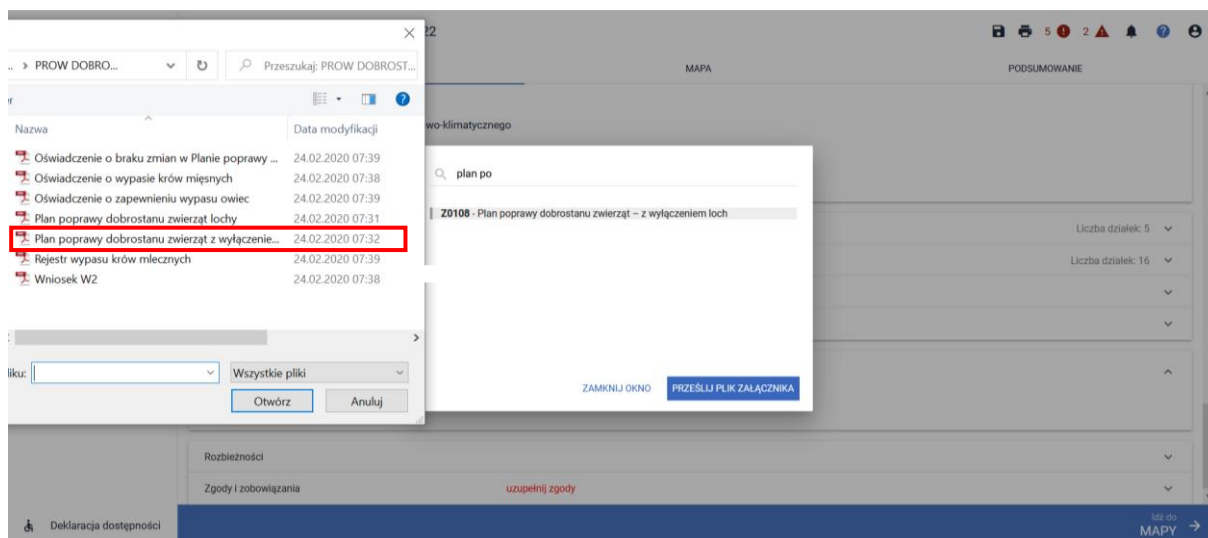 22
5
2
... > PROW DOBRO...
Przeszukaj: PROW DOBROST...
MAPA
PODSUMOWANIE
er
Nazwa
Data modyfikacji
wo-klimatycznego
Oświadczenie o braku zmian w Planie poprawy ... 24.02.2020 07:39
Oświadczenie o wypasie krów mięsnych 24.02.2020 07:38
Oświadczenie o zapewnieniu wypasu owiec 24.02.2020 07:39
Plan poprawy dobrostanu zwierząt lochy 24.02.2020 07:31
Plan poprawy dobrostanu zwierząt z wyłączenie... 24.02.2020 07:32
Rejestr wypasu krów mlecznych 24.02.2020 07:39
Wniosek W2 24.02.2020 07:38
plan po
Z0108 - Plan poprawy dobrostanu zwierząt – z wyłączeniem loch
Liczba działek: 5
Liczba działek: 16
liku:
Wszystkie pliki
Otwórz
Anuluj
ZAMKNIJ OKNO
PRZEŚLIJ PLIK ZAŁĄCZNIKA
Rozbieżności
Zgody i zobowiązania
uzupełnij zgody
Deklaracja dostępności
Idź do
MAPY